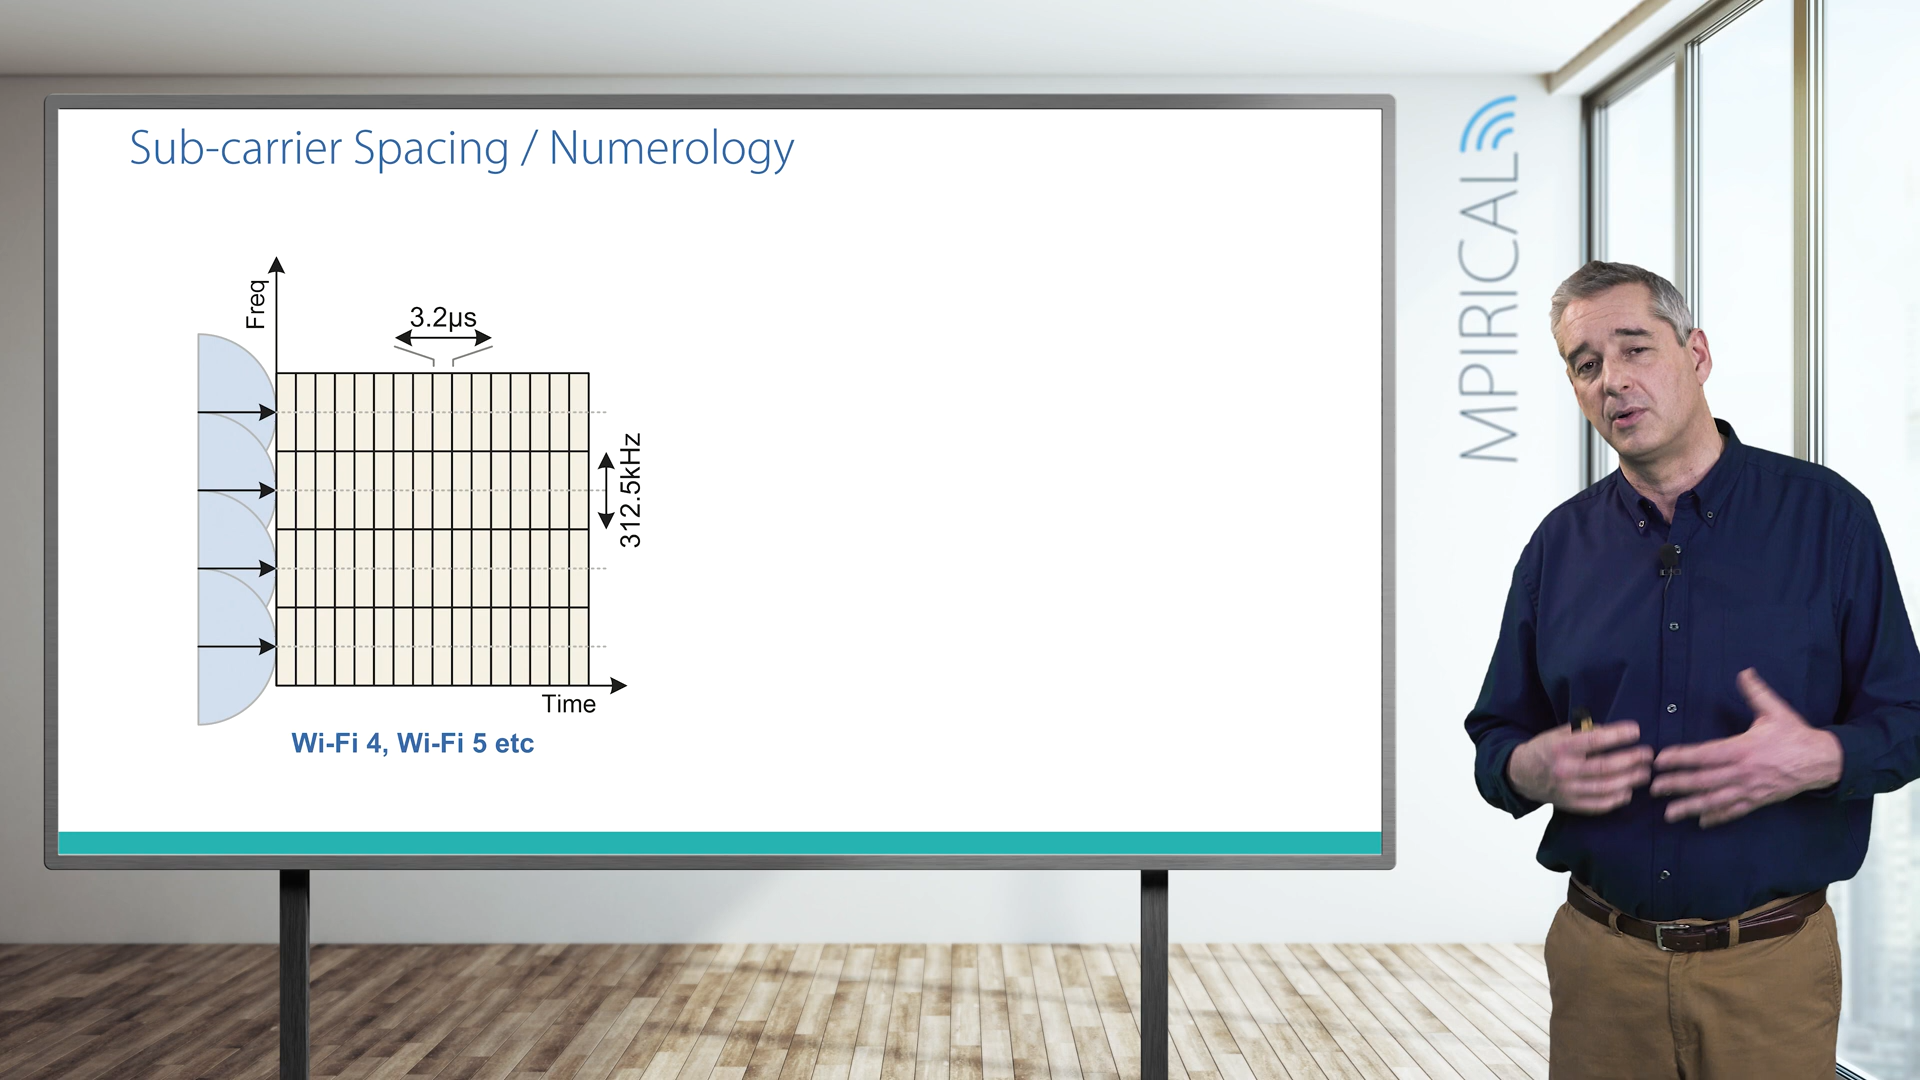 Sub-carrier Spacing / Numerology
Freq
3.2μs
312.5kHz
Time
Wi-Fi 4, Wi-Fi 5 etc
MPIRICAL